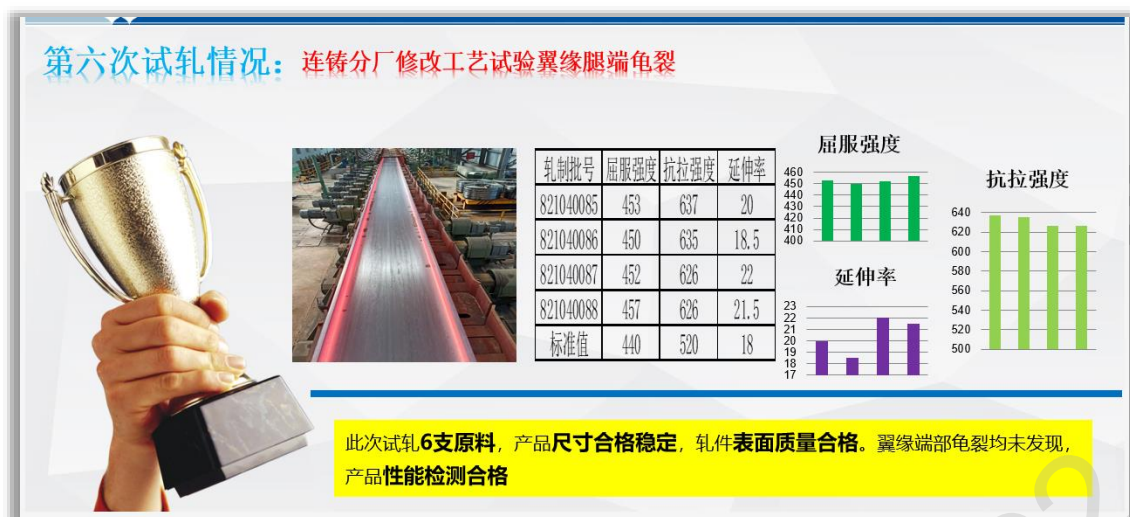 第六次试轧情况：连铸分厂修改工艺试验翼缘腿端龟裂
轧制批号 屈服强度 抗拉强度 延伸率
821040085 453 637 20
821040086 450 635 18.5
821040087 452 626 22
821040088 457 626 21.5
标准值 440 520 18
屈服强度
460
450
440
430
420
410
400
延伸率
23
22
21
20
19
18
17
抗拉强度
640
620
600
580
560
540
520
500
此次试轧6支原料，产品尺寸合格稳定，轧件表面质量合格。翼缘端部龟裂均未发现，
产品性能检测合格